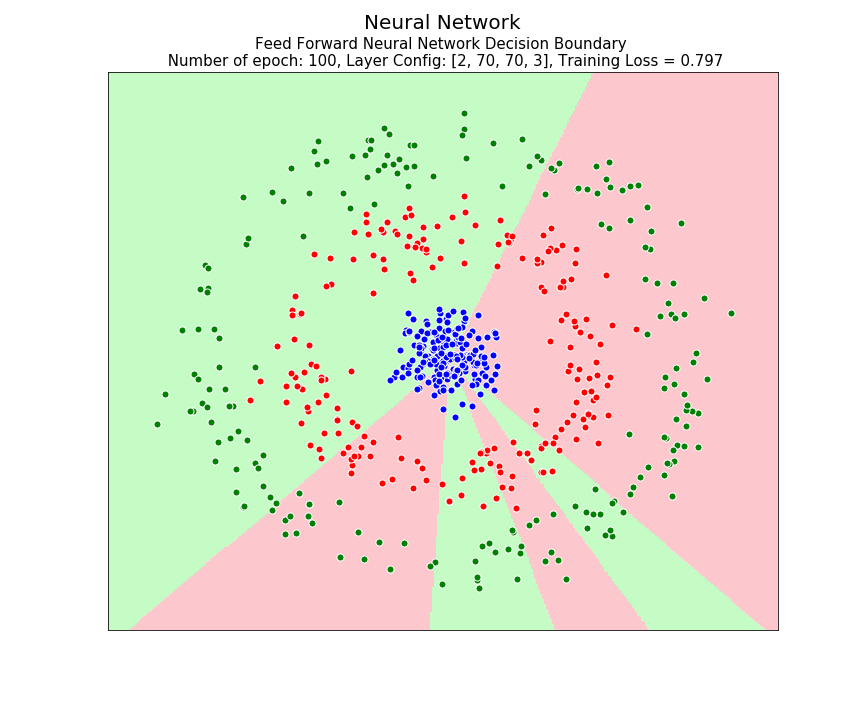 Neural Network
Feed Forward Neural Network Decision Boundary
Number of epoch: 100, Layer Config: [2, 70, 70, 3], Training Loss = 0.797